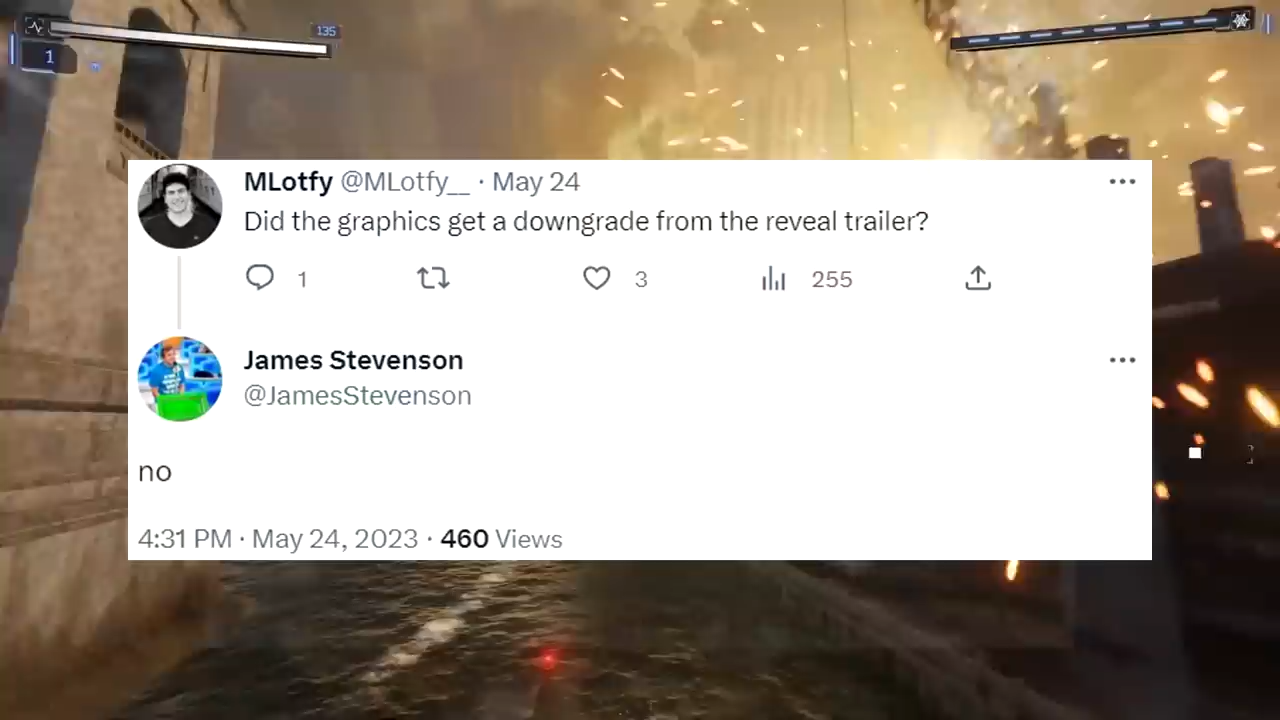 135
1
MLotfy @MLotfy__ · May 24
Did the graphics get a downgrade from the reveal trailer?
1 3 255
James Stevenson
@JamesStevenson
no
4:31 PM · May 24, 2023 · 460 Views